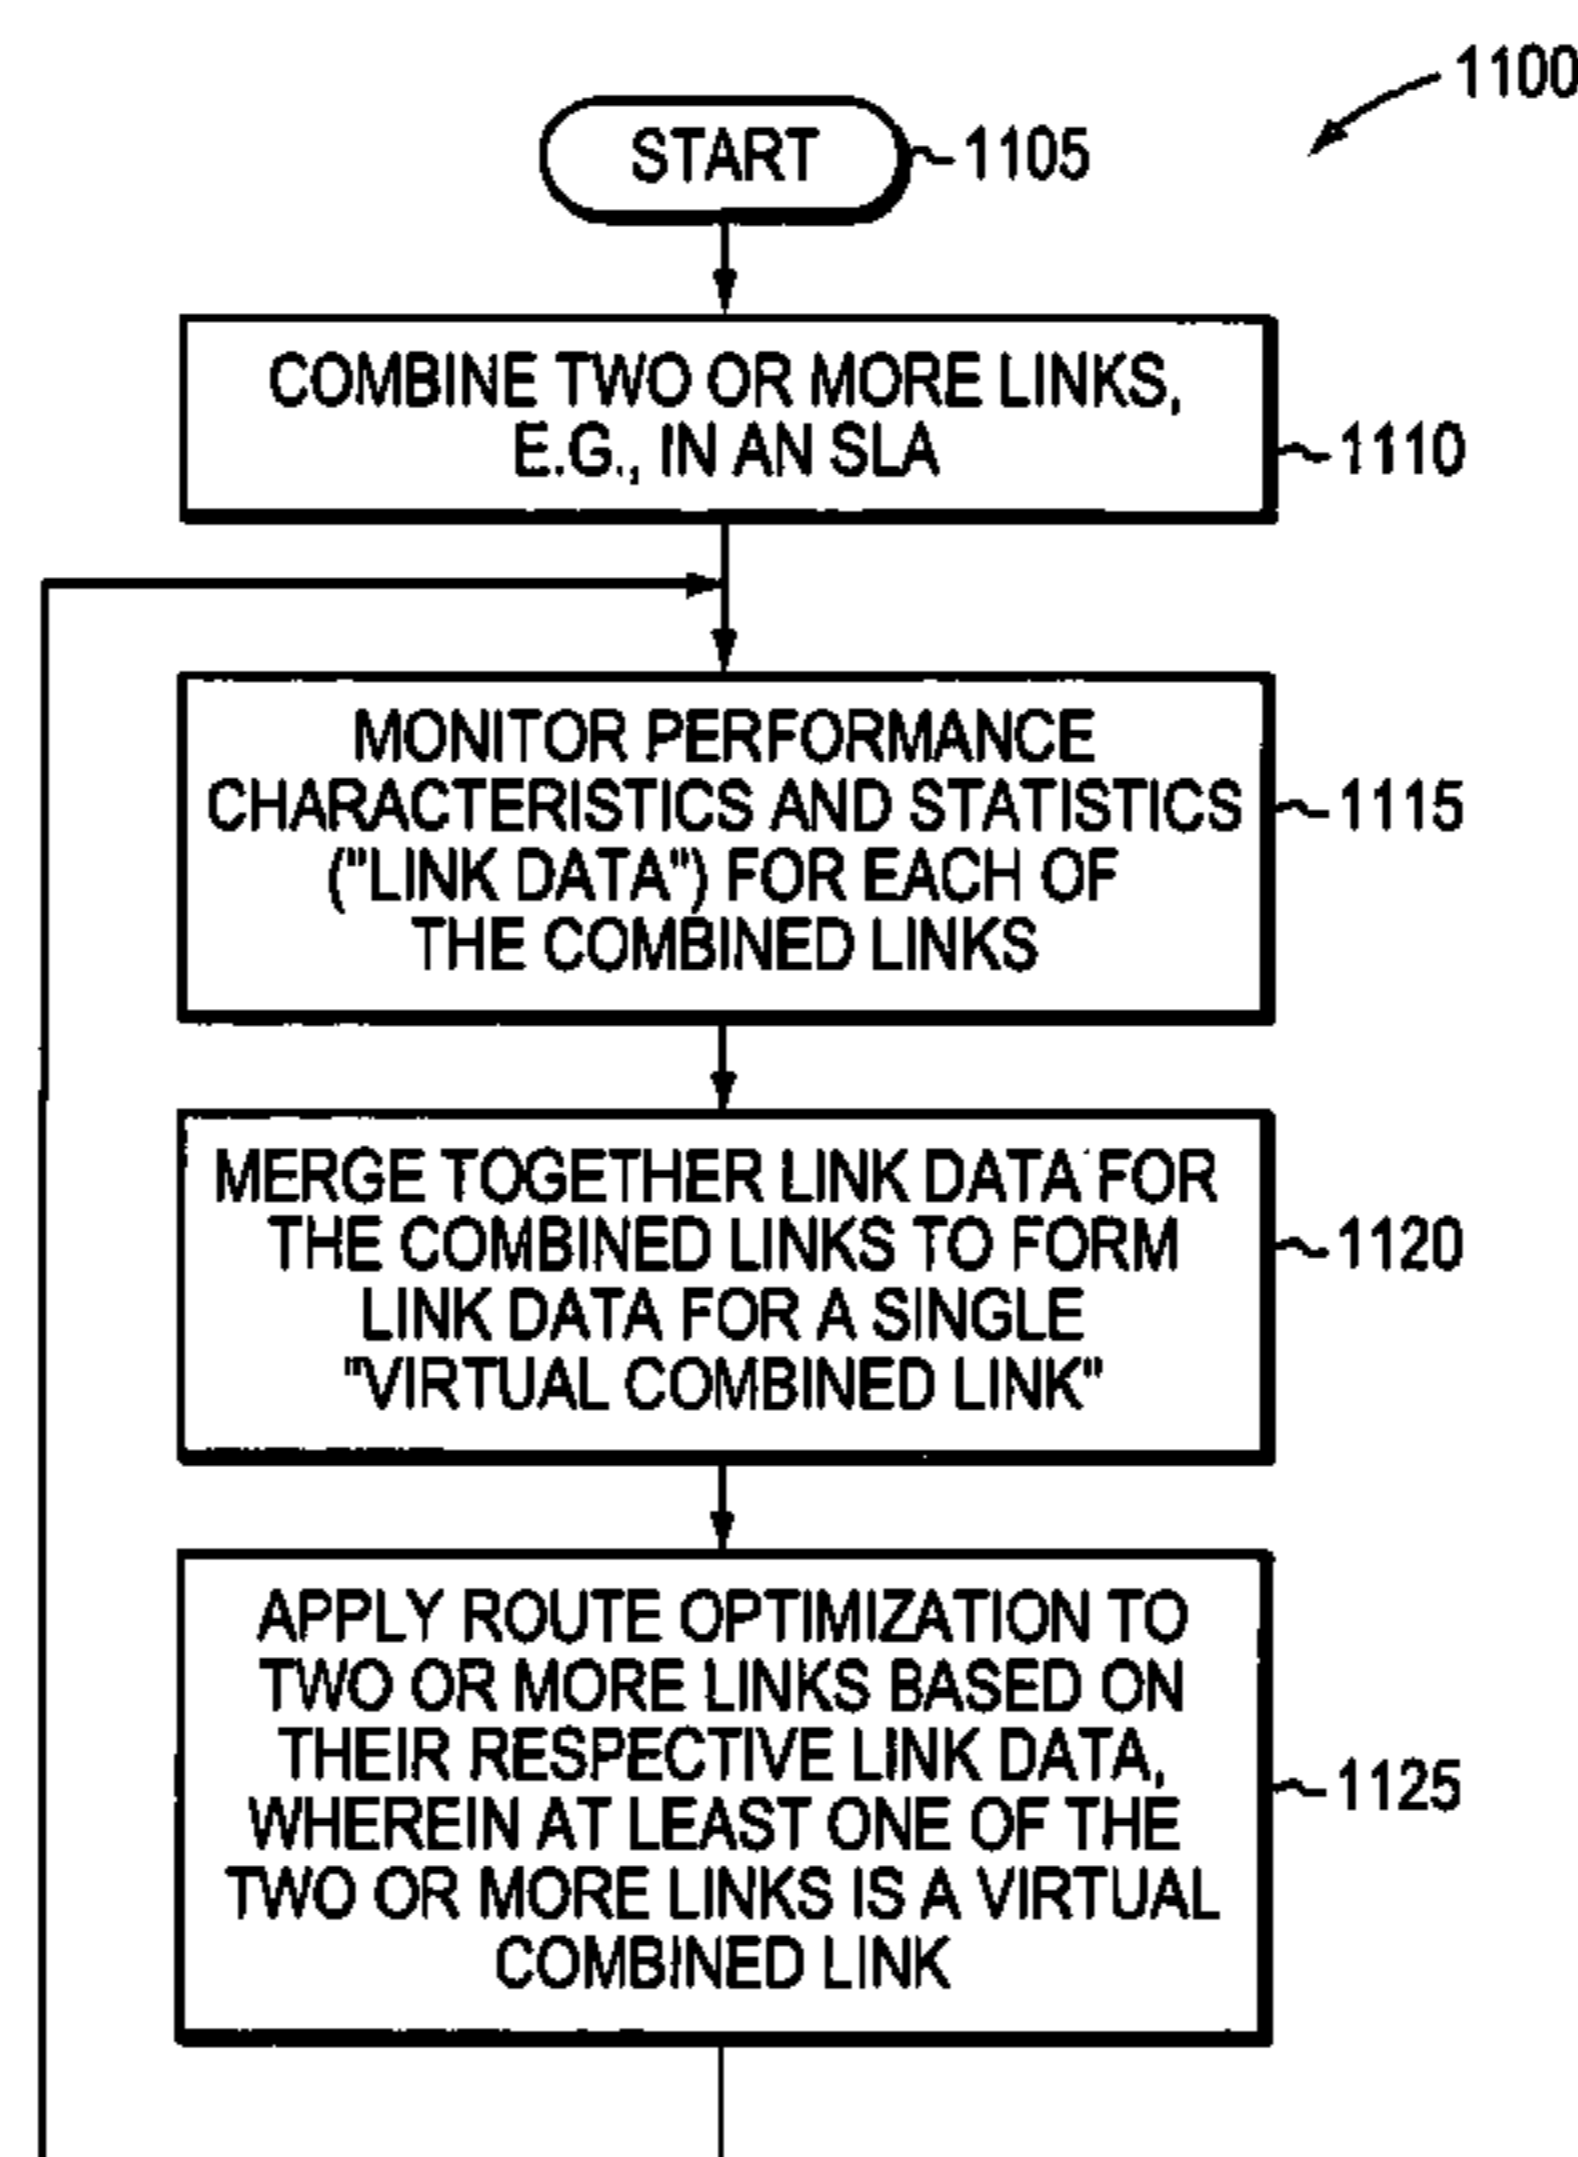 1100
START
1105
COMBINE TWO OR MORE LINKS,
E.G., IN AN SLA
1110
MONITOR PERFORMANCE
CHARACTERISTICS AND STATISTICS
("LINK DATA") FOR EACH OF
THE COMBINED LINKS
1115
MERGE TOGETHER LINK DATA FOR
THE COMBINED LINKS TO FORM
LINK DATA FOR A SINGLE
"VIRTUAL COMBINED LINK"
1120
APPLY ROUTE OPTIMIZATION TO
TWO OR MORE LINKS BASED ON
THEIR RESPECTIVE LINK DATA,
WHEREIN AT LEAST ONE OF THE
TWO OR MORE LINKS IS A VIRTUAL
COMBINED LINK
1125